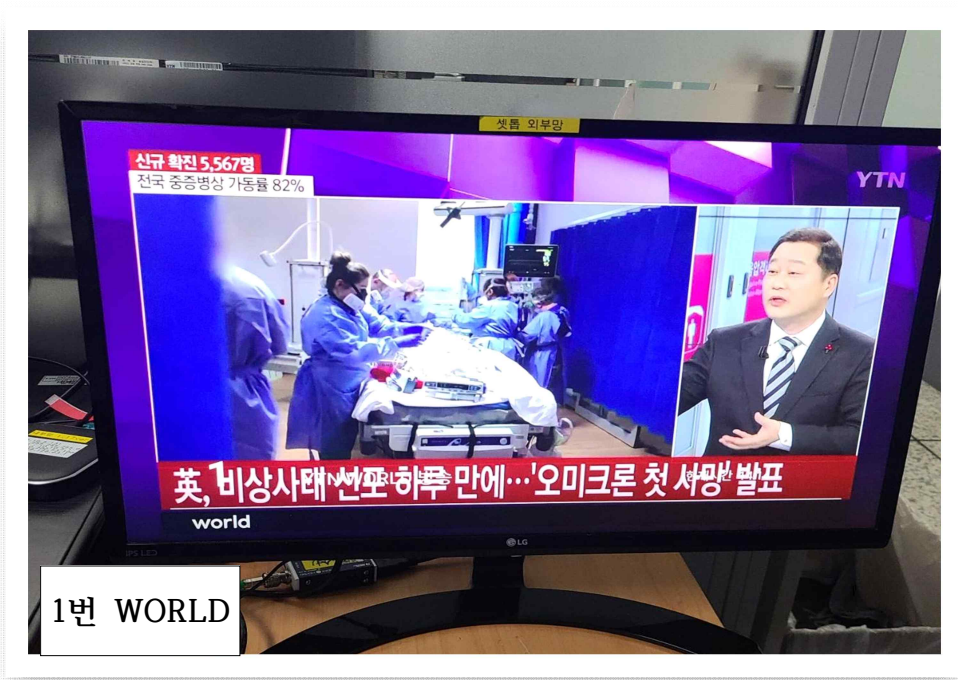 셋톱 외부망
신규 확진 5,567명
전국 중증병상 가동률 82%
YTN
英, 비상사태 선포 하루 만에…'오미크론 첫 사망' 발표
world
LG
1번 WORLD